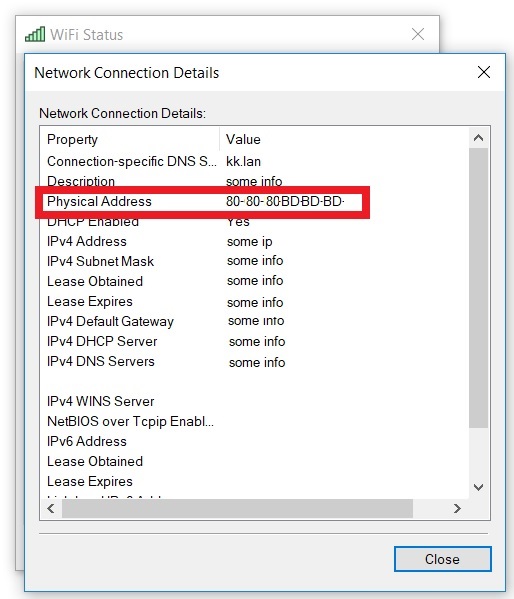 WiFi Status
Network Connection Details
Network Connection Details:
Property Value
Connection-specific DNS S... kk.lan
Description some info
Physical Address 80-80-80-BD-BD-BD-
DHCP Enabled Yes
IPv4 Address some ip
IPv4 Subnet Mask some info
Lease Obtained some info
Lease Expires some info
IPv4 Default Gateway some info
IPv4 DHCP Server some info
IPv4 DNS Servers some info
IPv4 WINS Server
NetBIOS over Tcpip Enabl...
IPv6 Address
Lease Obtained
Lease Expires
Close